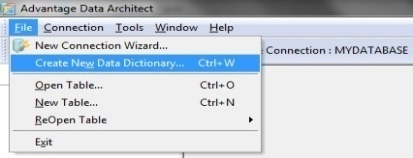 Advantage Data Architect
File Connection Tools Window Help
New Connection Wizard...
Create New Data Dictionary... Ctrl+W
Connection : MYDATABASE
Open Table... Ctrl+O
New Table... Ctrl+N
ReOpen Table
Exit